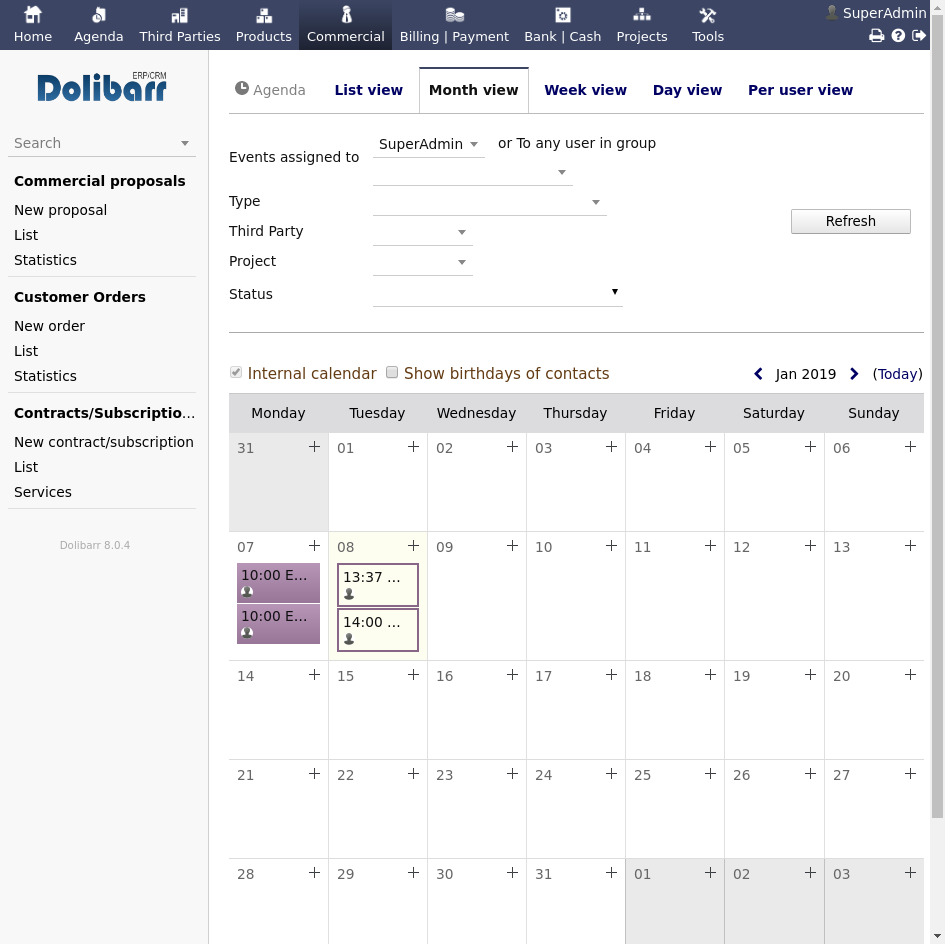 Home Agenda Third Parties Products Commercial Billing | Payment Bank | Cash Projects Tools
SuperAdmin
ERP/CRM
Dolibarr
Search
Commercial proposals
New proposal
List
Statistics
Customer Orders
New order
List
Statistics
Contracts/Subscriptio...
New contract/subscription
List
Services
Dolibarr 8.0.4
Agenda List view Month view Week view Day view Per user view
Events assigned to SuperAdmin or To any user in group
Type
Third Party
Project
Status
Refresh
Internal calendar Show birthdays of contacts Jan 2019 (Today)
Monday Tuesday Wednesday Thursday Friday Saturday Sunday
31 01 02 03 04 05 06
07 08 09 10 11 12 13
10:00 E... 13:37 ...
10:00 E... 14:00 ...
14 15 16 17 18 19 20
21 22 23 24 25 26 27
28 29 30 31 01 02 03